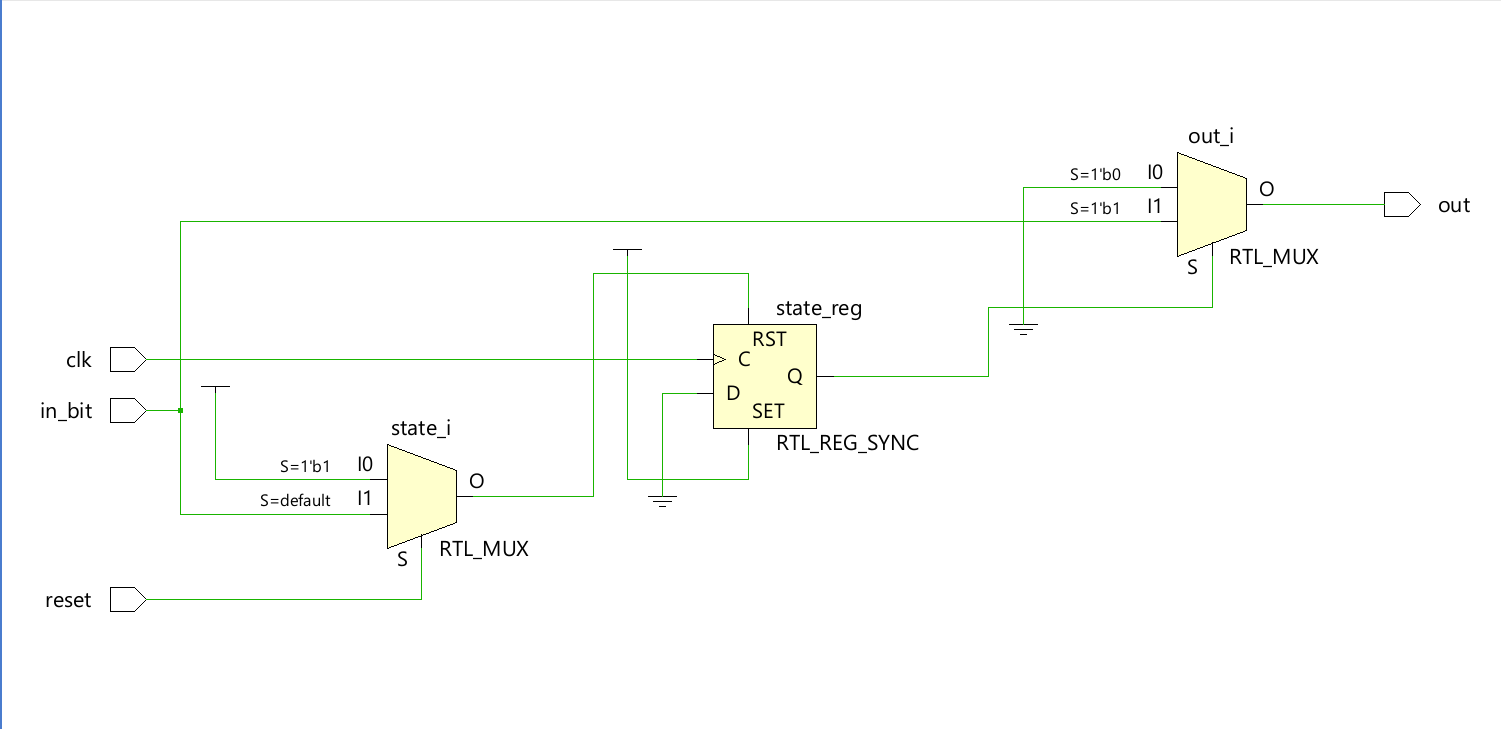 out_i
S=1'b0 I0
O
out
S=1'b1 I1
S
RTL_MUX
state_reg
RST
clk
C
Q
D
in_bit
SET
state_i
RTL_REG_SYNC
S=1'b1 I0
O
S=default I1
S
RTL_MUX
reset